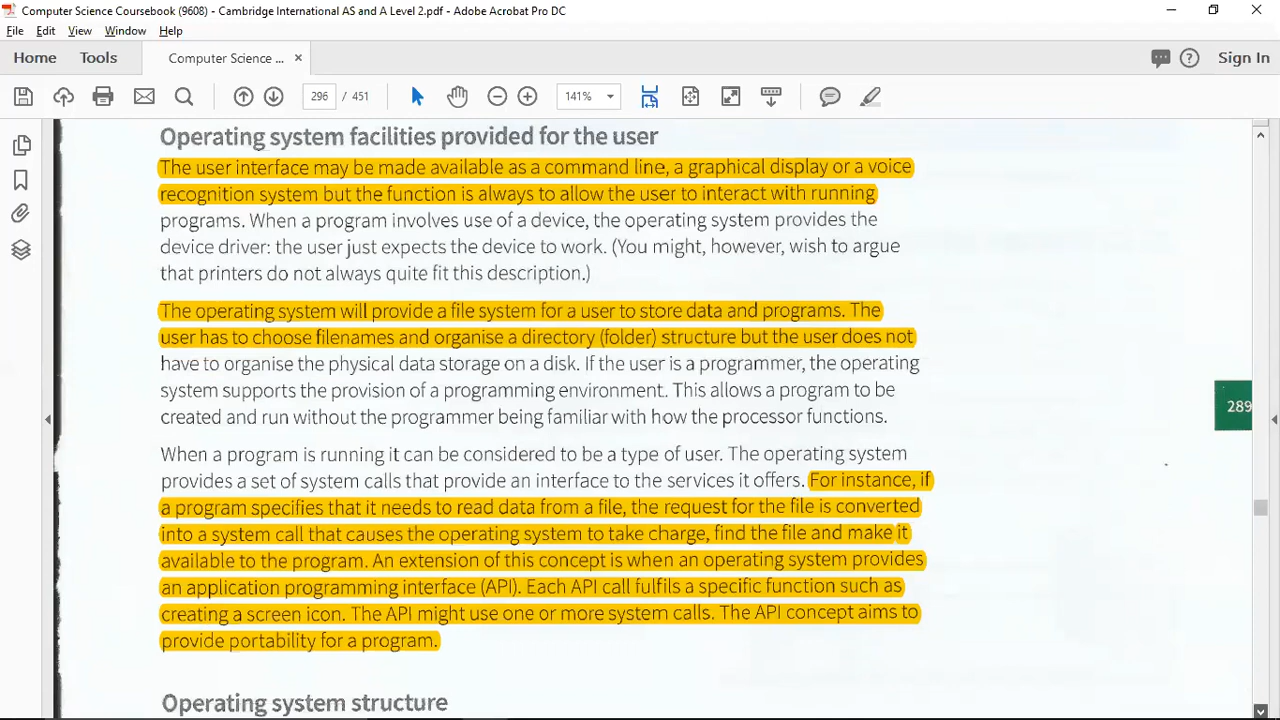 Computer Science Coursebook (9608) - Cambridge International AS and A Level 2.pdf - Adobe Acrobat Pro DC
File Edit View Window Help
Home Tools Computer Science ... × Sign In
296 / 451 141%
Operating system facilities provided for the user
The user interface may be made available as a command line, a graphical display or a voice
recognition system but the function is always to allow the user to interact with running
programs. When a program involves use of a device, the operating system provides the
device driver: the user just expects the device to work. (You might, however, wish to argue
that printers do not always quite fit this description.)
The operating system will provide a file system for a user to store data and programs. The
user has to choose filenames and organise a directory (folder) structure but the user does not
have to organise the physical data storage on a disk. If the user is a programmer, the operating
system supports the provision of a programming environment. This allows a program to be
created and run without the programmer being familiar with how the processor functions.
289
When a program is running it can be considered to be a type of user. The operating system
provides a set of system calls that provide an interface to the services it offers. For instance, if
a program specifies that it needs to read data from a file, the request for the file is converted
into a system call that causes the operating system to take charge, find the file and make it
available to the program. An extension of this concept is when an operating system provides
an application programming interface (API). Each API call fulfils a specific function such as
creating a screen icon. The API might use one or more system calls. The API concept aims to
provide portability for a program.
Operating system structure